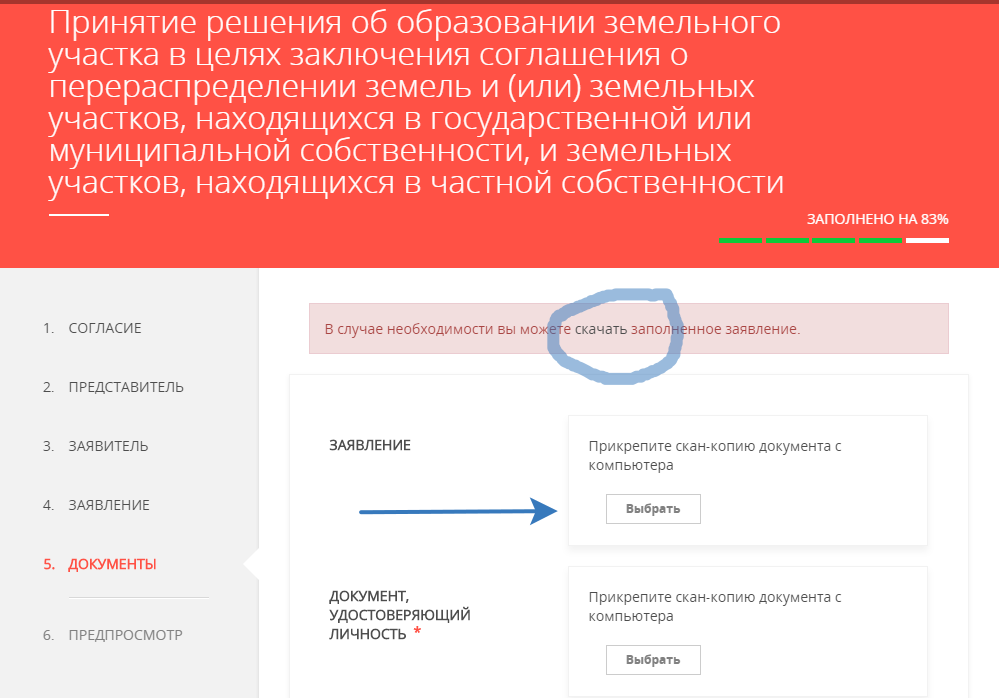 Принятие решения об образовании земельного
участка в целях заключения соглашения о
перераспределении земель и (или) земельных
участков, находящихся в государственной или
муниципальной собственности, и земельных
участков, находящихся в частной собственности
ЗАПОЛНЕНО НА 83%
1. СОГЛАСИЕ
2. ПРЕДСТАВИТЕЛЬ
3. ЗАЯВИТЕЛЬ
4. ЗАЯВЛЕНИЕ
5. ДОКУМЕНТЫ
6. ПРЕДПРОСМОТР
В случае необходимости вы можете скачать заполненное заявление.
ЗАЯВЛЕНИЕ
Прикрепите скан-копию документа с
компьютера
Выбрать
ДОКУМЕНТ,
УДОСТОВЕРЯЮЩИЙ
ЛИЧНОСТЬ *
Прикрепите скан-копию документа с
компьютера
Выбрать